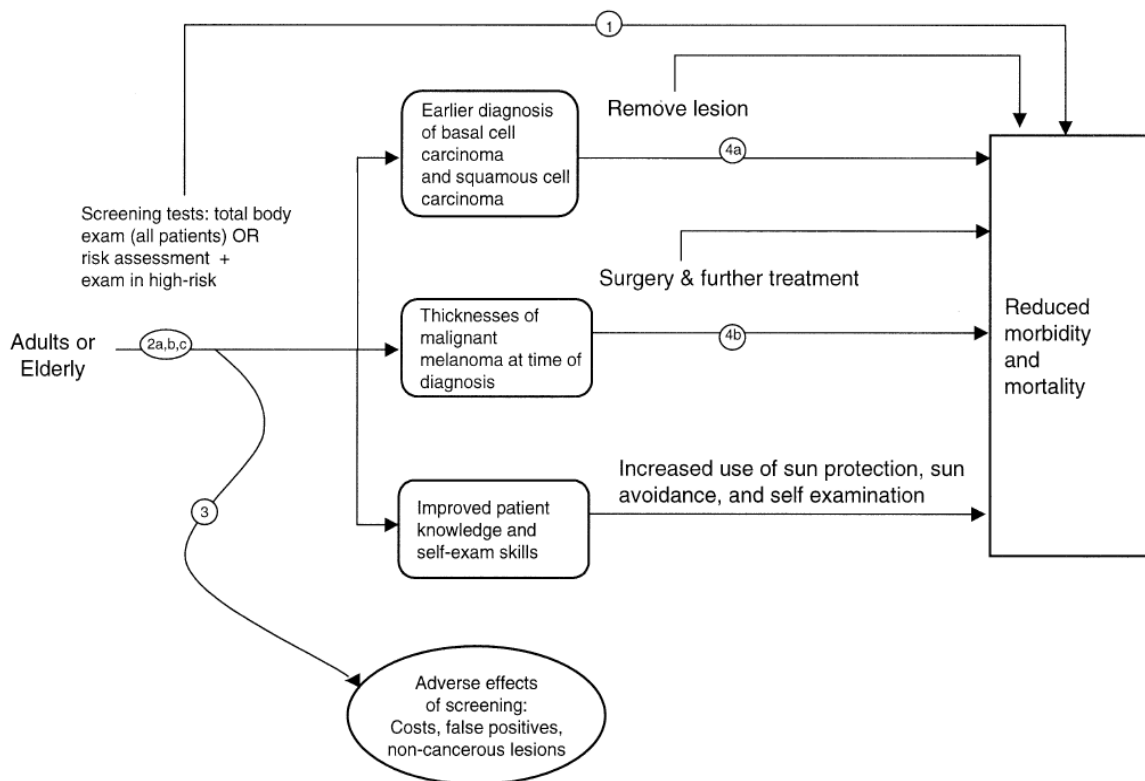 1
Remove lesion
Earlier diagnosis
of basal cell
carcinoma
and squamous cell
carcinoma
4a
Screening tests: total body
exam (all patients) OR
risk assessment +
exam in high-risk
Surgery & further treatment
Adults or
Elderly
2a,b,c
Thicknesses of
malignant
melanoma at time of
diagnosis
4b
Reduced
morbidity
and
mortality
Increased use of sun protection, sun
avoidance, and self examination
3
Improved patient
knowledge and
self-exam skills
Adverse effects
of screening:
Costs, false positives,
non-cancerous lesions